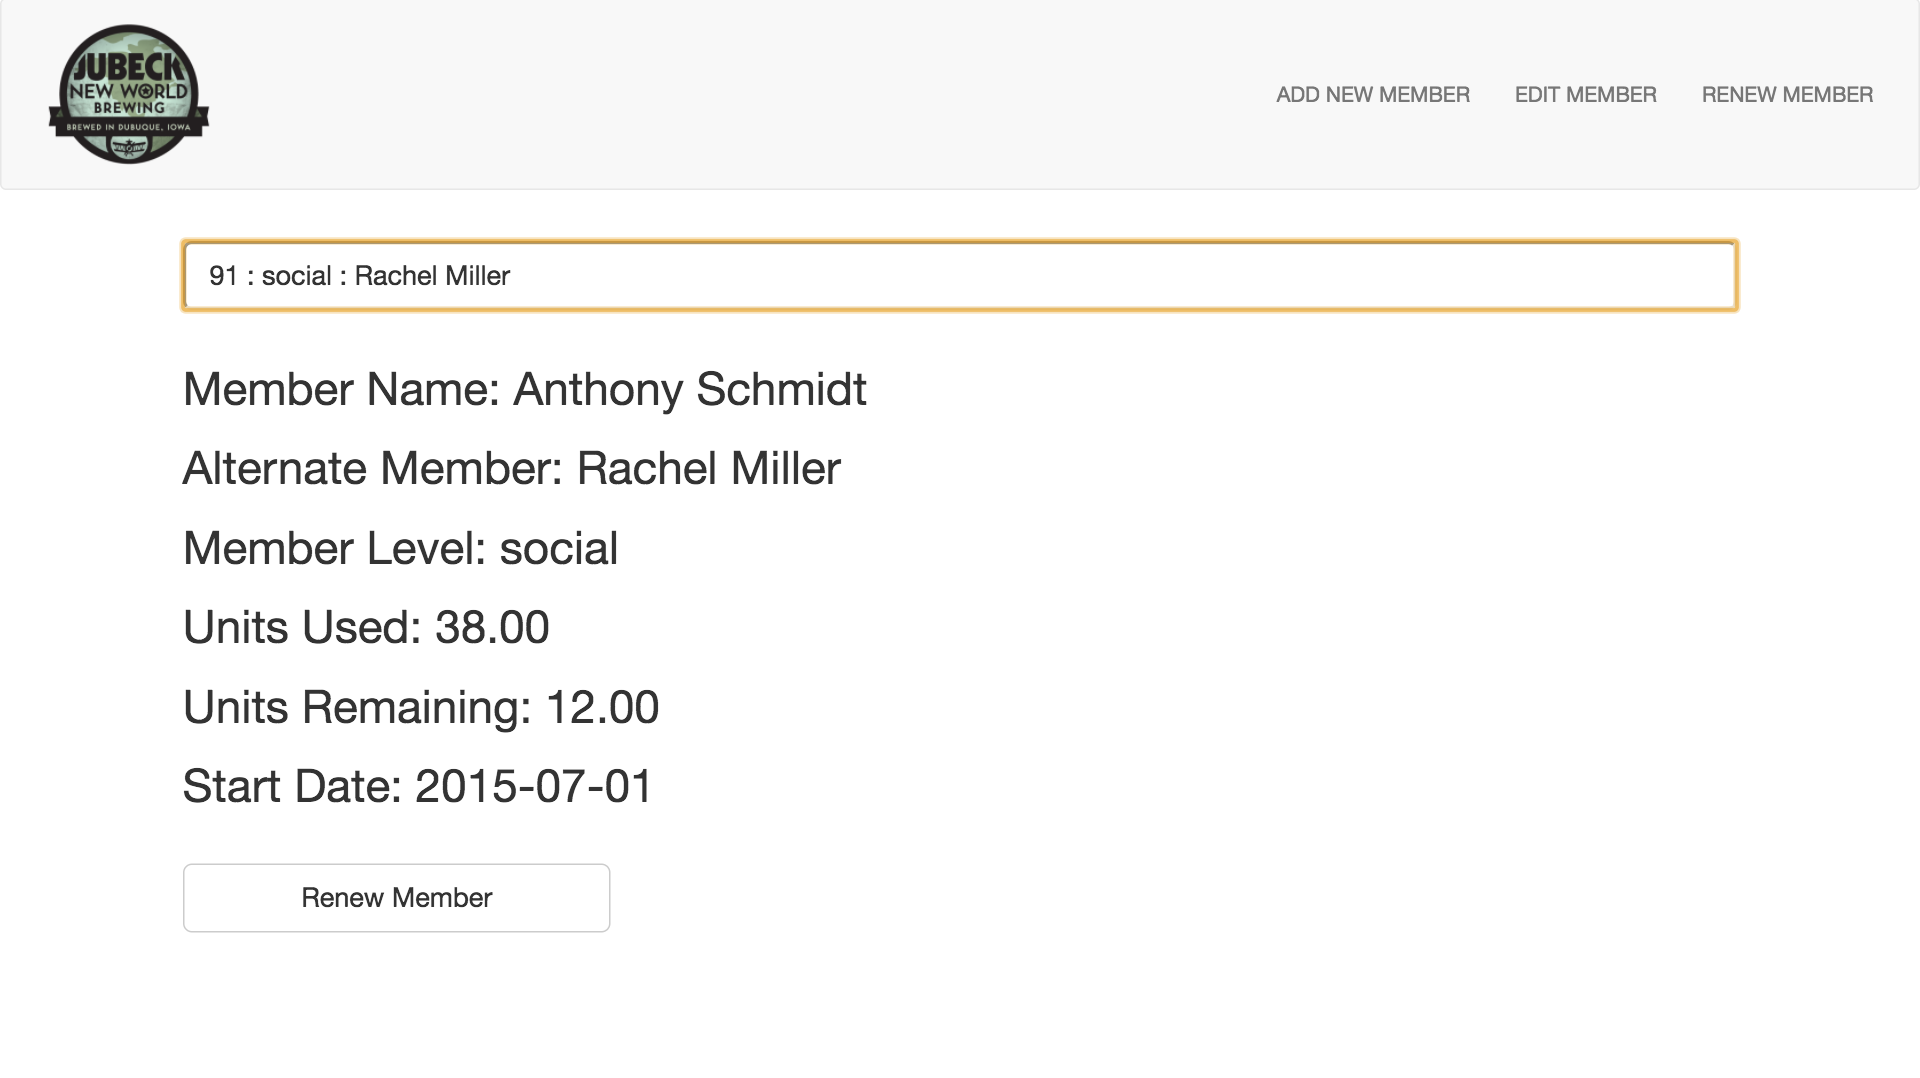 JUBECK
NEW WORLD
BREWING
BREWED IN DUBUQUE, IOWA
ADD NEW MEMBER
EDIT MEMBER
RENEW MEMBER
91 : social : Rachel Miller
Member Name: Anthony Schmidt
Alternate Member: Rachel Miller
Member Level: social
Units Used: 38.00
Units Remaining: 12.00
Start Date: 2015-07-01
Renew Member